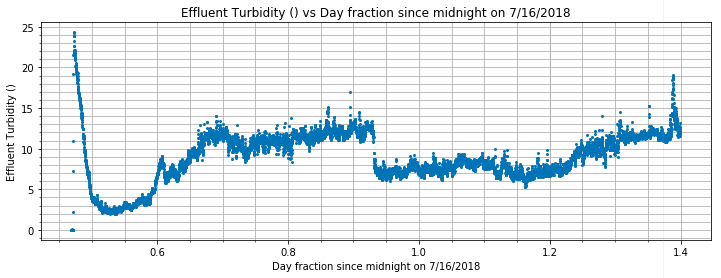 Effluent Turbidity () vs Day fraction since midnight on 7/16/2018
Effluent Turbidity ()
25
20
15
10
5
0
0.6 0.8 1.0 1.2 1.4
Day fraction since midnight on 7/16/2018